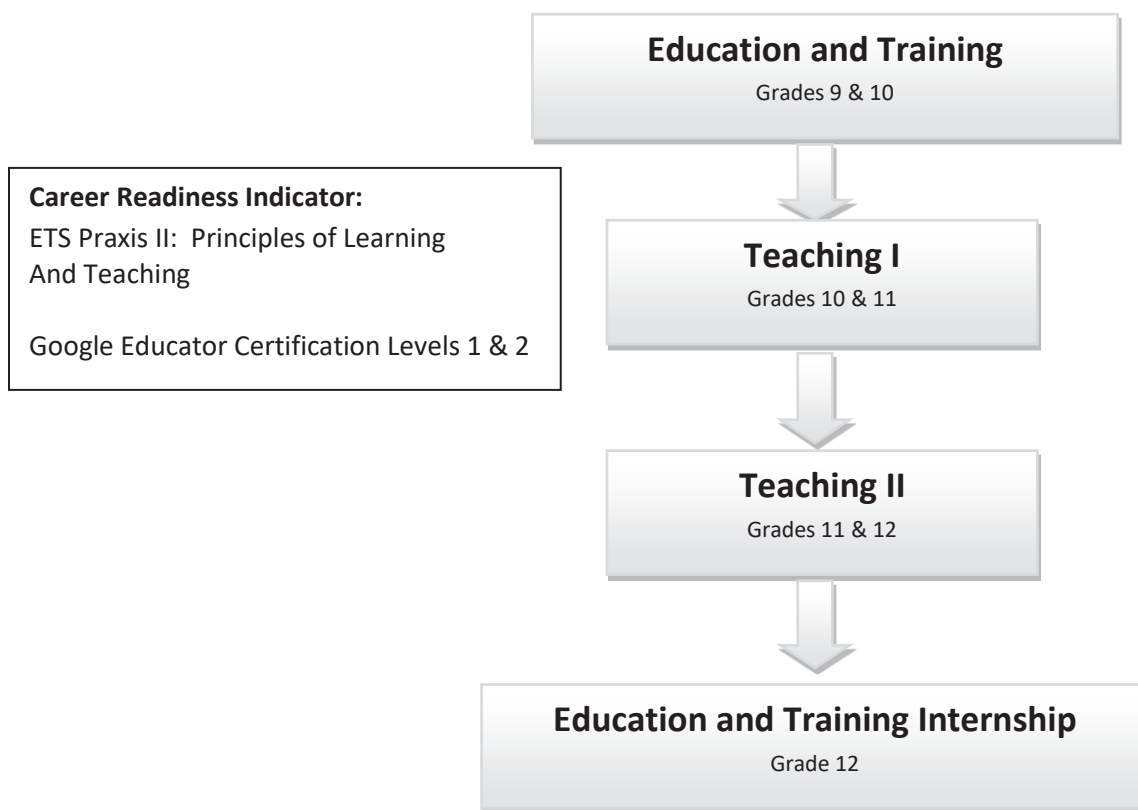 Education and Training
Grades 9 & 10
Career Readiness Indicator:
ETS Praxis II: Principles of Learning
And Teaching
Google Educator Certification Levels 1 & 2
Teaching I
Grades 10 & 11
Teaching II
Grades 11 & 12
Education and Training Internship
Grade 12